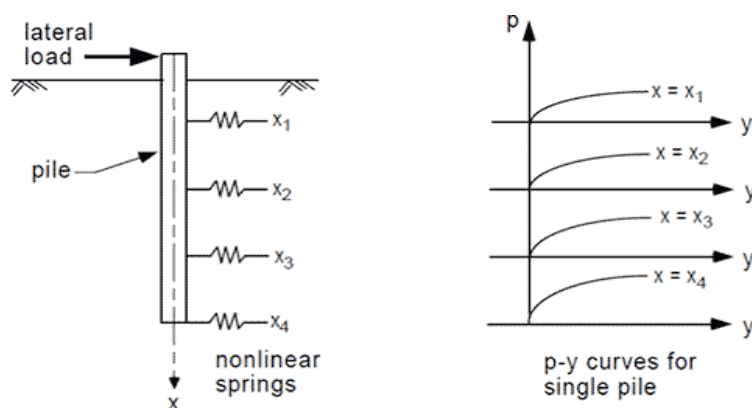 lateral
load
pile
x₁
x₂
x₃
x₄
nonlinear
springs
x
p
x = x₁
y
x = x₂
y
x = x₃
y
x = x₄
y
p-y curves for
single pile